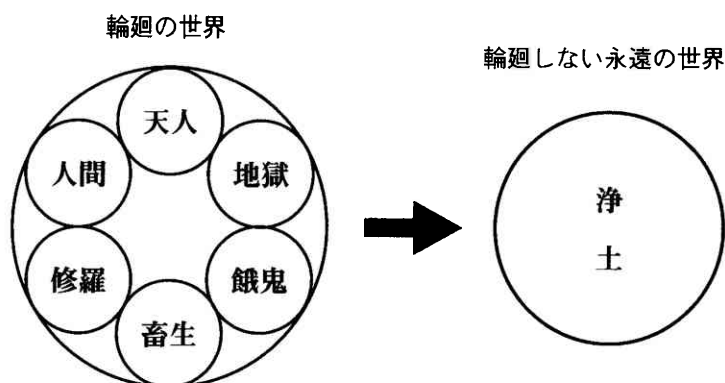 輪廻の世界
天人
人間
地獄
修羅
餓鬼
畜生
輪廻しない永遠の世界
浄
土